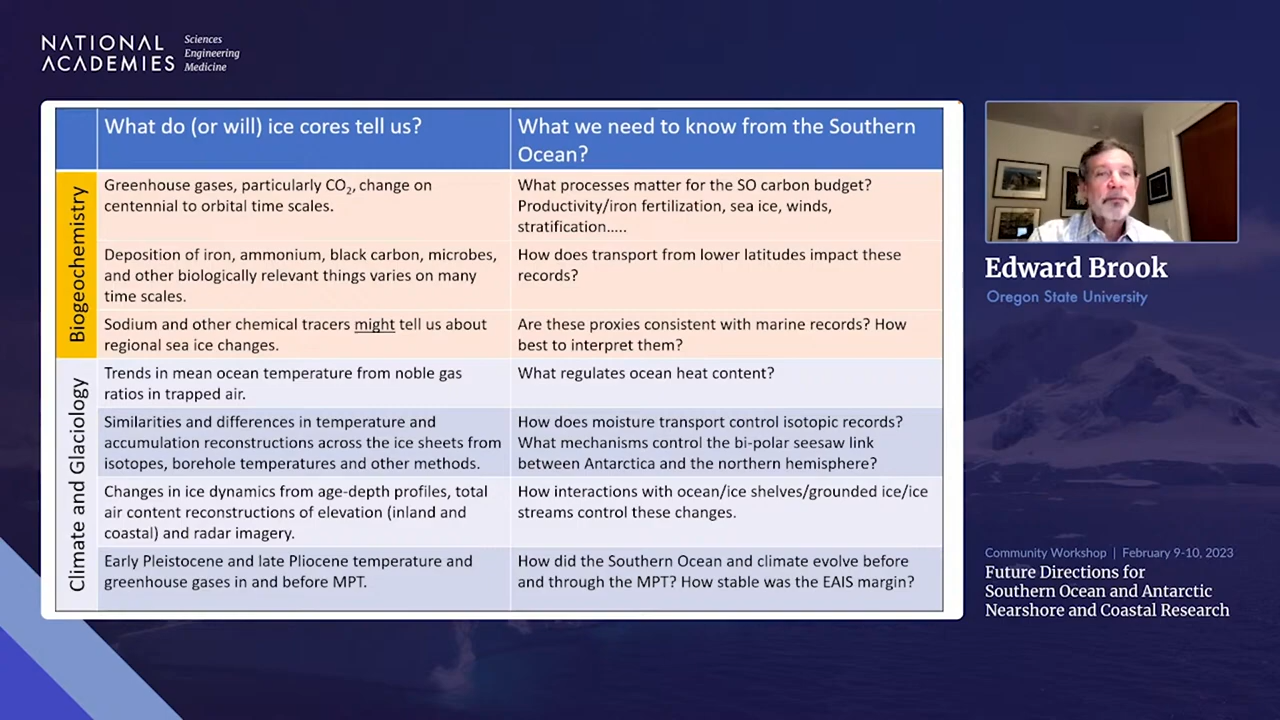 NATIONAL
ACADEMIES
Sciences
Engineering
Medicine
What do (or will) ice cores tell us?
What we need to know from the Southern
Ocean?
Biogeochemistry
Greenhouse gases, particularly CO₂, change on
centennial to orbital time scales.
What processes matter for the SO carbon budget?
Productivity/iron fertilization, sea ice, winds,
stratification.....
Deposition of iron, ammonium, black carbon, microbes,
and other biologically relevant things varies on many
time scales.
How does transport from lower latitudes impact these
records?
Sodium and other chemical tracers might tell us about
regional sea ice changes.
Are these proxies consistent with marine records? How
best to interpret them?
Climate and Glaciology
Trends in mean ocean temperature from noble gas
ratios in trapped air.
What regulates ocean heat content?
Similarities and differences in temperature and
accumulation reconstructions across the ice sheets from
isotopes, borehole temperatures and other methods.
How does moisture transport control isotopic records?
What mechanisms control the bi-polar seesaw link
between Antarctica and the northern hemisphere?
Changes in ice dynamics from age-depth profiles, total
air content reconstructions of elevation (inland and
coastal) and radar imagery.
How interactions with ocean/ice shelves/grounded ice/ice
streams control these changes.
Early Pleistocene and late Pliocene temperature and
greenhouse gases in and before MPT.
How did the Southern Ocean and climate evolve before
and through the MPT? How stable was the EAIS margin?
Edward Brook
Oregon State University
Community Workshop | February 9-10, 2023
Future Directions for
Southern Ocean and Antarctic
Nearshore and Coastal Research